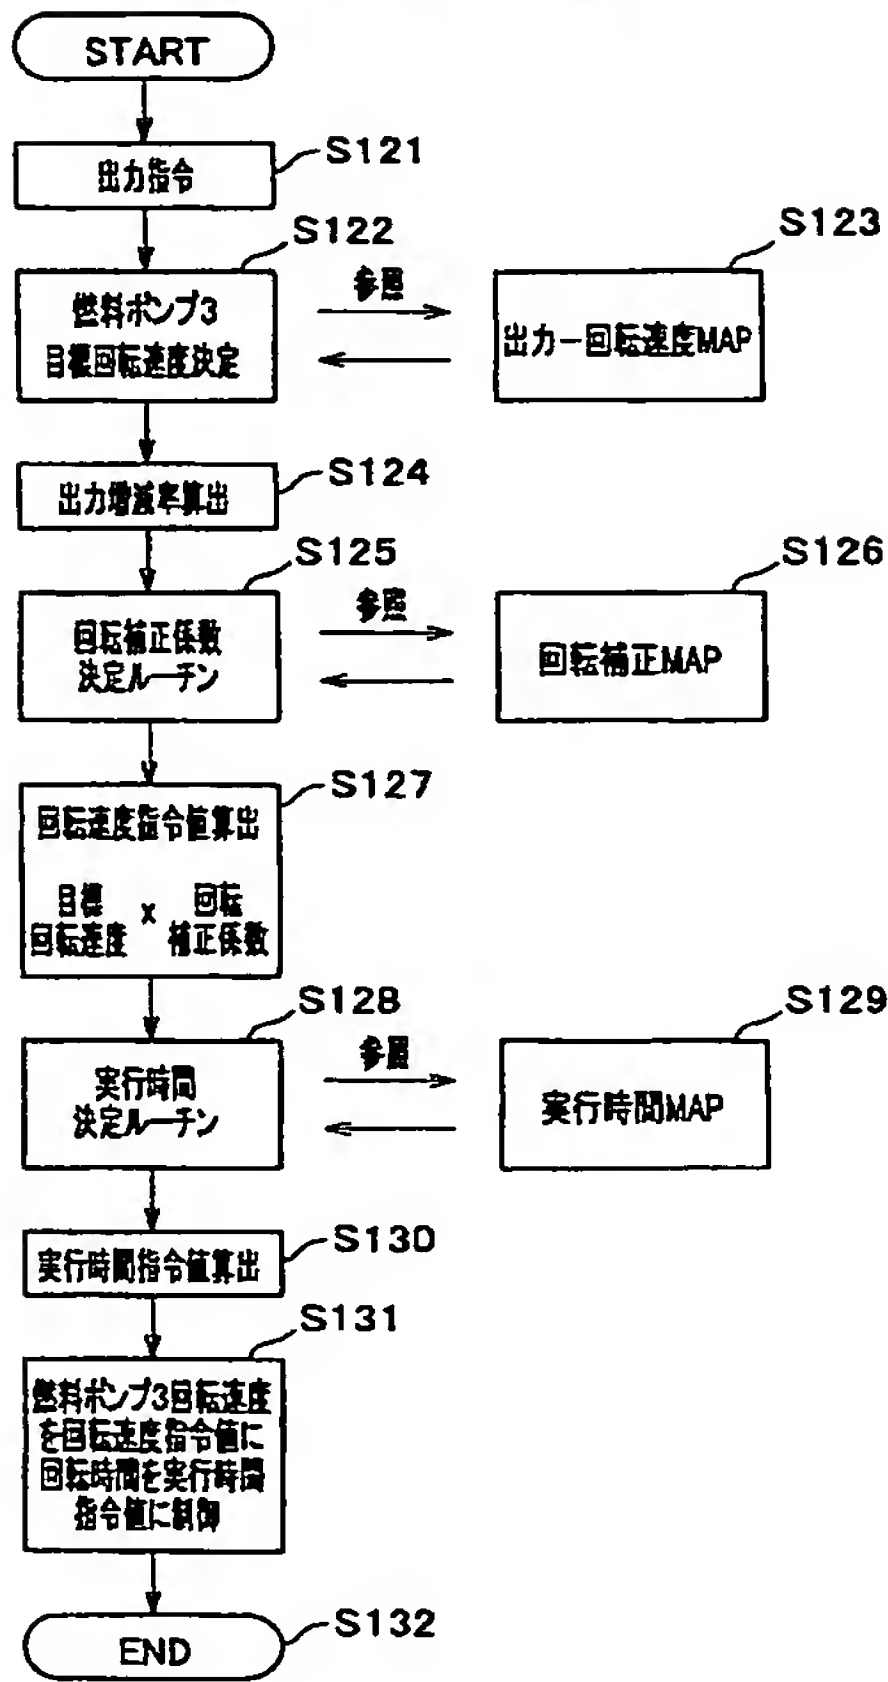 START
S121
出力指令
S122
S123
燃料ポンプ3
目標回転速度決定
参照
出力ー回転速度MAP
S124
出力増減率算出
S125
S126
回転補正係数
決定ルーチン
参照
回転補正MAP
S127
回転速度指令値算出
目標
回転速度
×
回転
補正係数
S128
S129
実行時間
決定ルーチン
参照
実行時間MAP
S130
実行時間指令値算出
S131
燃料ポンプ3回転速度
を回転速度指令値に
回転時間を実行時間
指令値に制御
S132
END